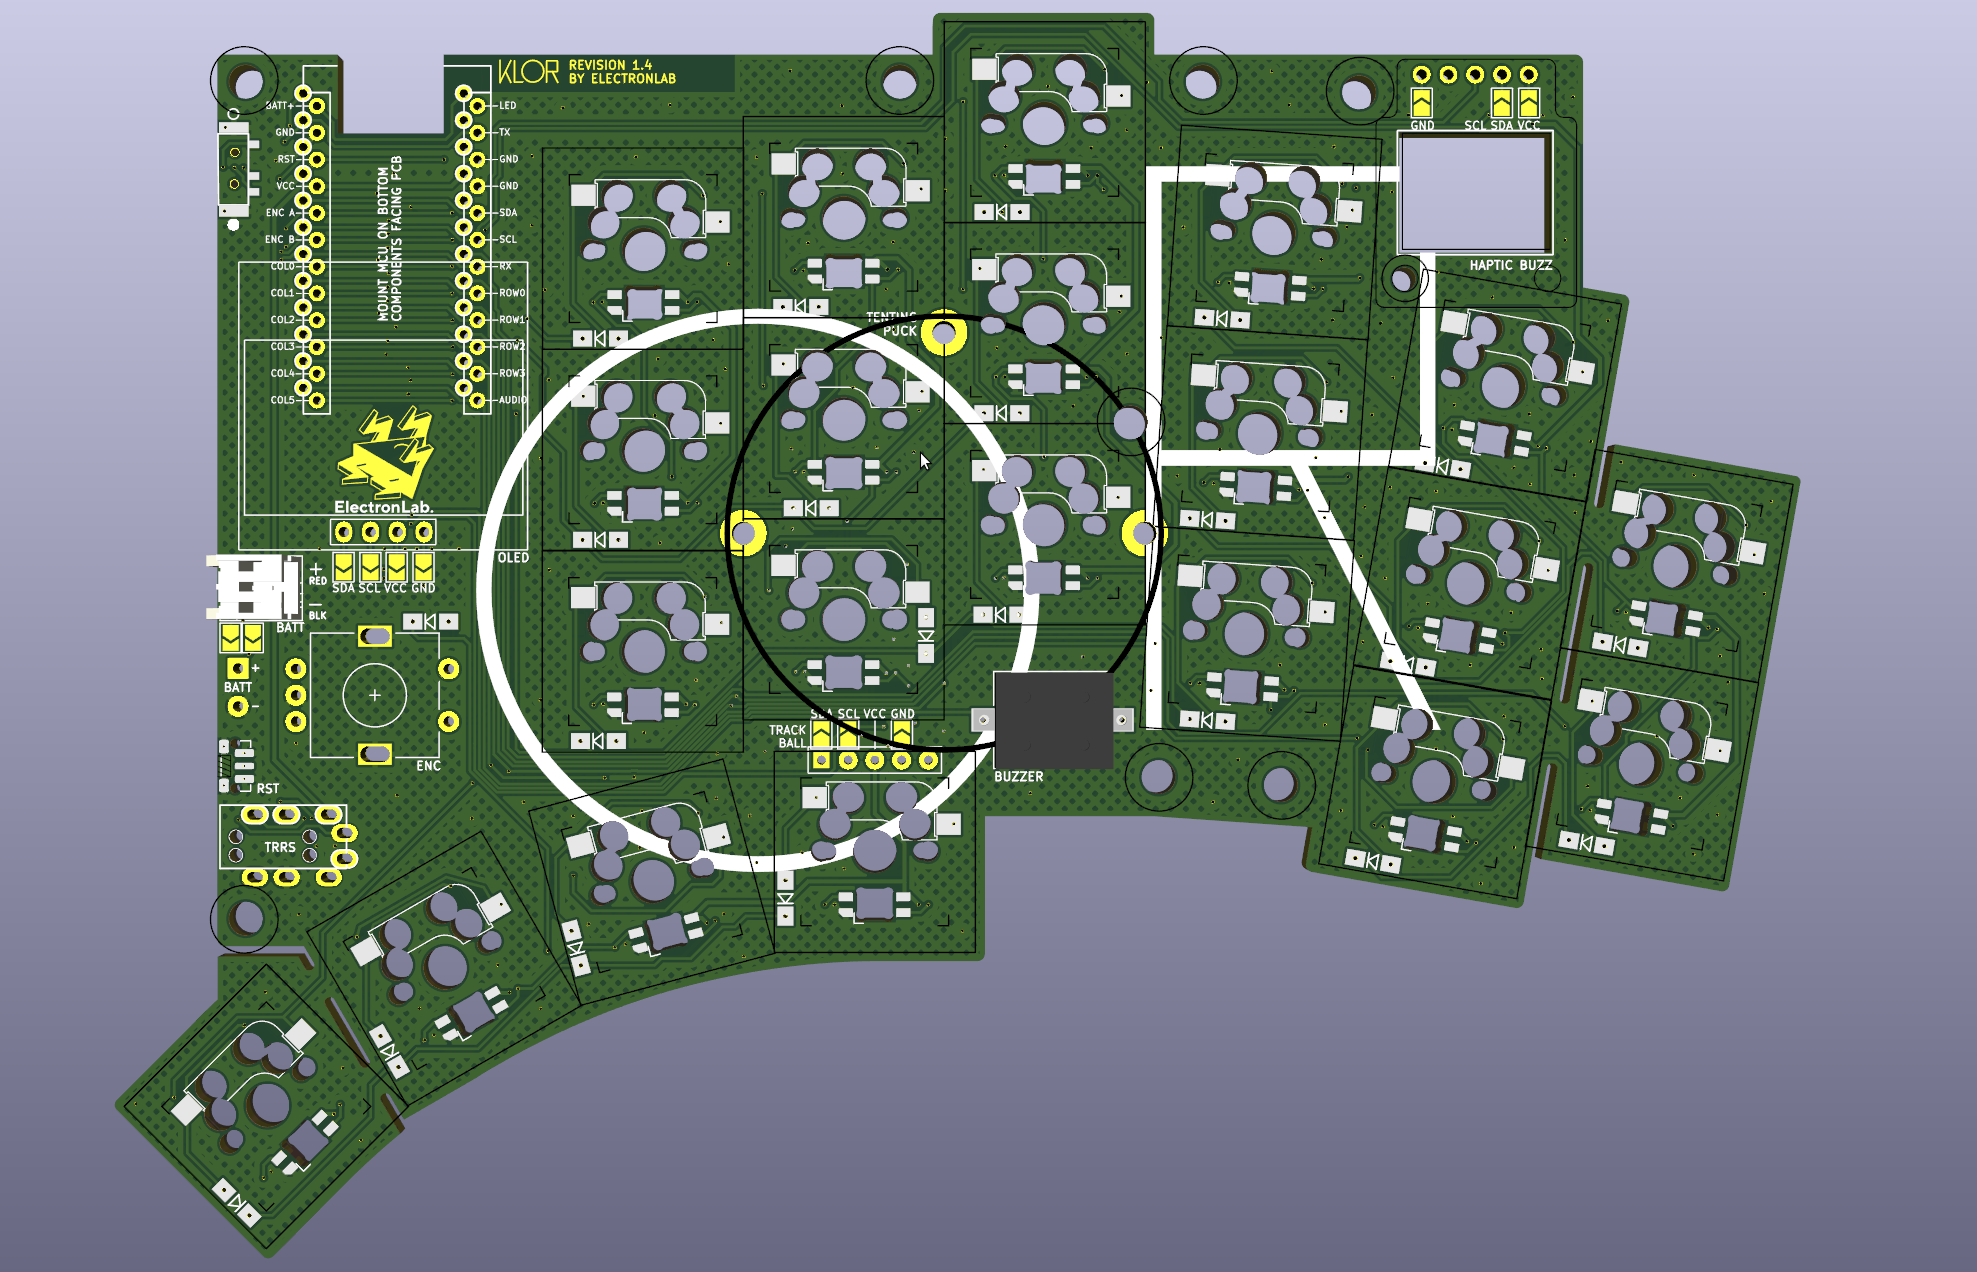 KLOR
REVISION 1.4
BY ELECTRONLAB
BATT+
GND
RST
VCC
ENC A
ENC B
COL0
COL1
COL2
COL3
COL4
COL5
MOUNT MCU ON BOTTOM
COMPONENTS FACING PCB
LED
TX
GND
GND
SDA
SCL
RX
ROW0
ROW1
ROW2
ROW3
AUDIO
GND
SCL SDA VCC
HAPTIC BUZZ
TENTING
PUCK
ElectronLab.
OLED
SDA SCL VCC GND
+
RED
−
BLK
BATT
+
BATT
−
ENC
RST
TRRS
SDA SCL VCC GND
TRACK
BALL
BUZZER